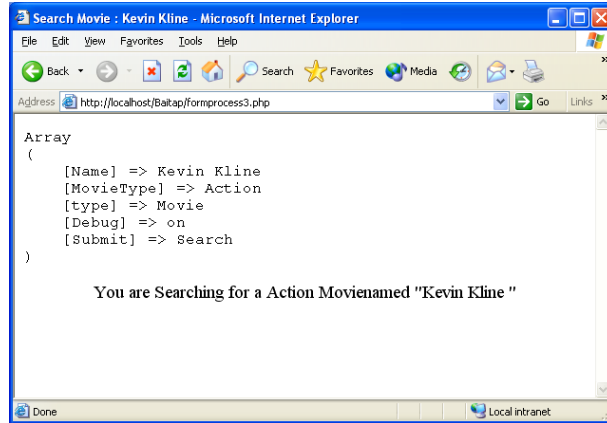 Search Movie : Kevin Kline - Microsoft Internet Explorer
File Edit View Favorites Tools Help
Back Search Favorites Media »
Address http://localhost/Baitap/formprocess3.php Go Links »
Array
(
[Name] => Kevin Kline
[MovieType] => Action
[type] => Movie
[Debug] => on
[Submit] => Search
)
You are Searching for a Action Movienamed "Kevin Kline "
Done Local intranet